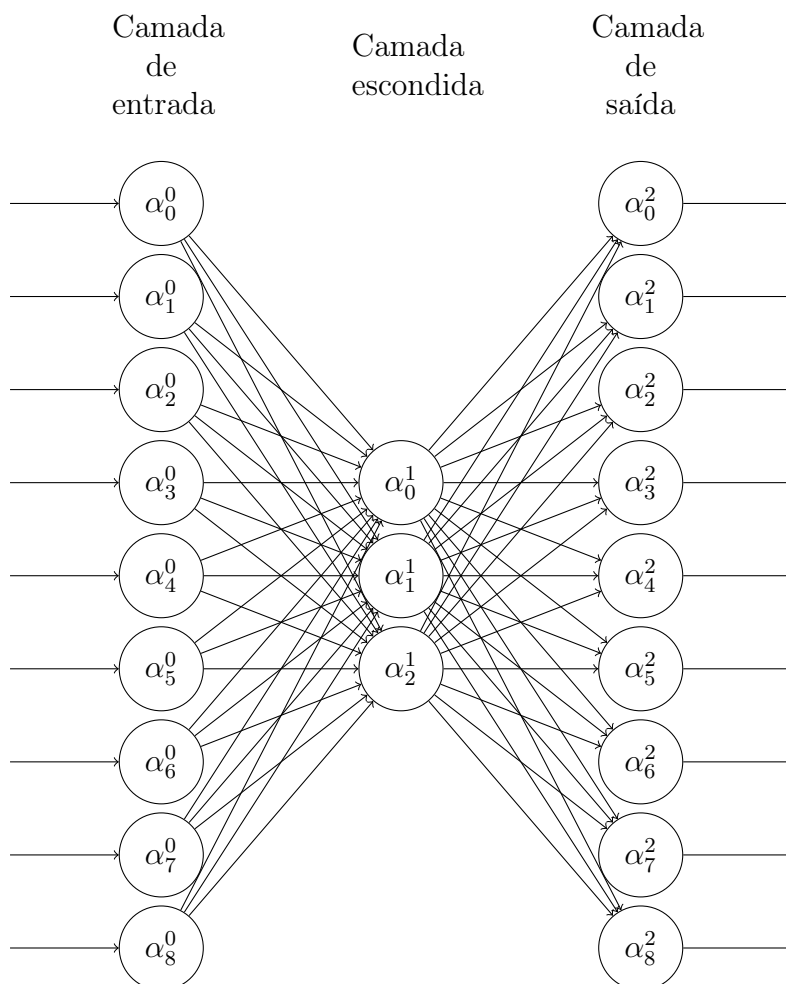 Camada
de
entrada
Camada
escondida
Camada
de
saída
α₀⁰
α₁⁰
α₂⁰
α₃⁰
α₄⁰
α₅⁰
α₆⁰
α₇⁰
α₈⁰
α₀¹
α₁¹
α₂¹
α₀²
α₁²
α₂²
α₃²
α₄²
α₅²
α₆²
α₇²
α₈²